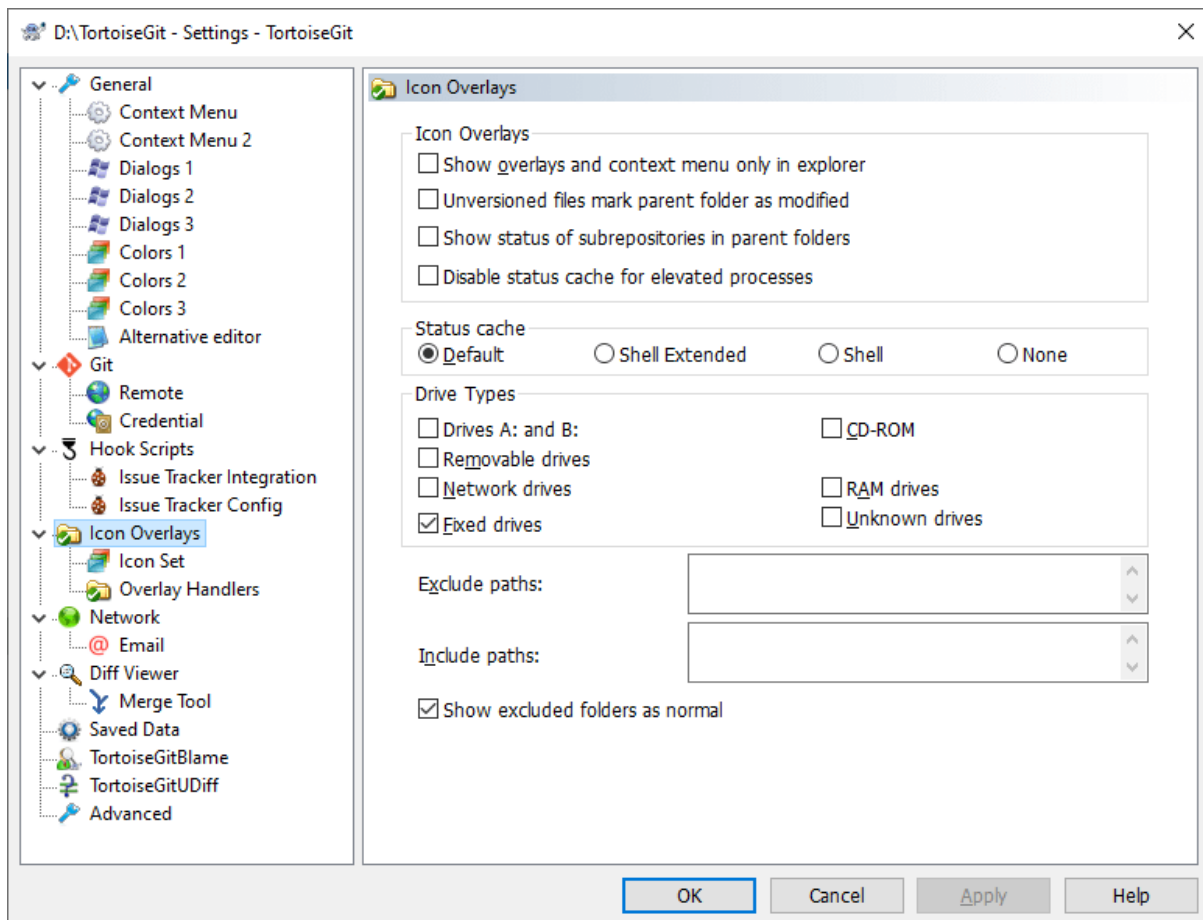 D:\TortoiseGit - Settings - TortoiseGit
General
Context Menu
Context Menu 2
Dialogs 1
Dialogs 2
Dialogs 3
Colors 1
Colors 2
Colors 3
Alternative editor
Git
Remote
Credential
Hook Scripts
Issue Tracker Integration
Issue Tracker Config
Icon Overlays
Icon Set
Overlay Handlers
Network
Email
Diff Viewer
Merge Tool
Saved Data
TortoiseGitBlame
TortoiseGitUDiff
Advanced
Icon Overlays
Icon Overlays
Show overlays and context menu only in explorer
Unversioned files mark parent folder as modified
Show status of subrepositories in parent folders
Disable status cache for elevated processes
Status cache
Default Shell Extended Shell None
Drive Types
Drives A: and B: CD-ROM
Removable drives
Network drives RAM drives
Fixed drives Unknown drives
Exclude paths:
Include paths:
Show excluded folders as normal
OK Cancel Apply Help